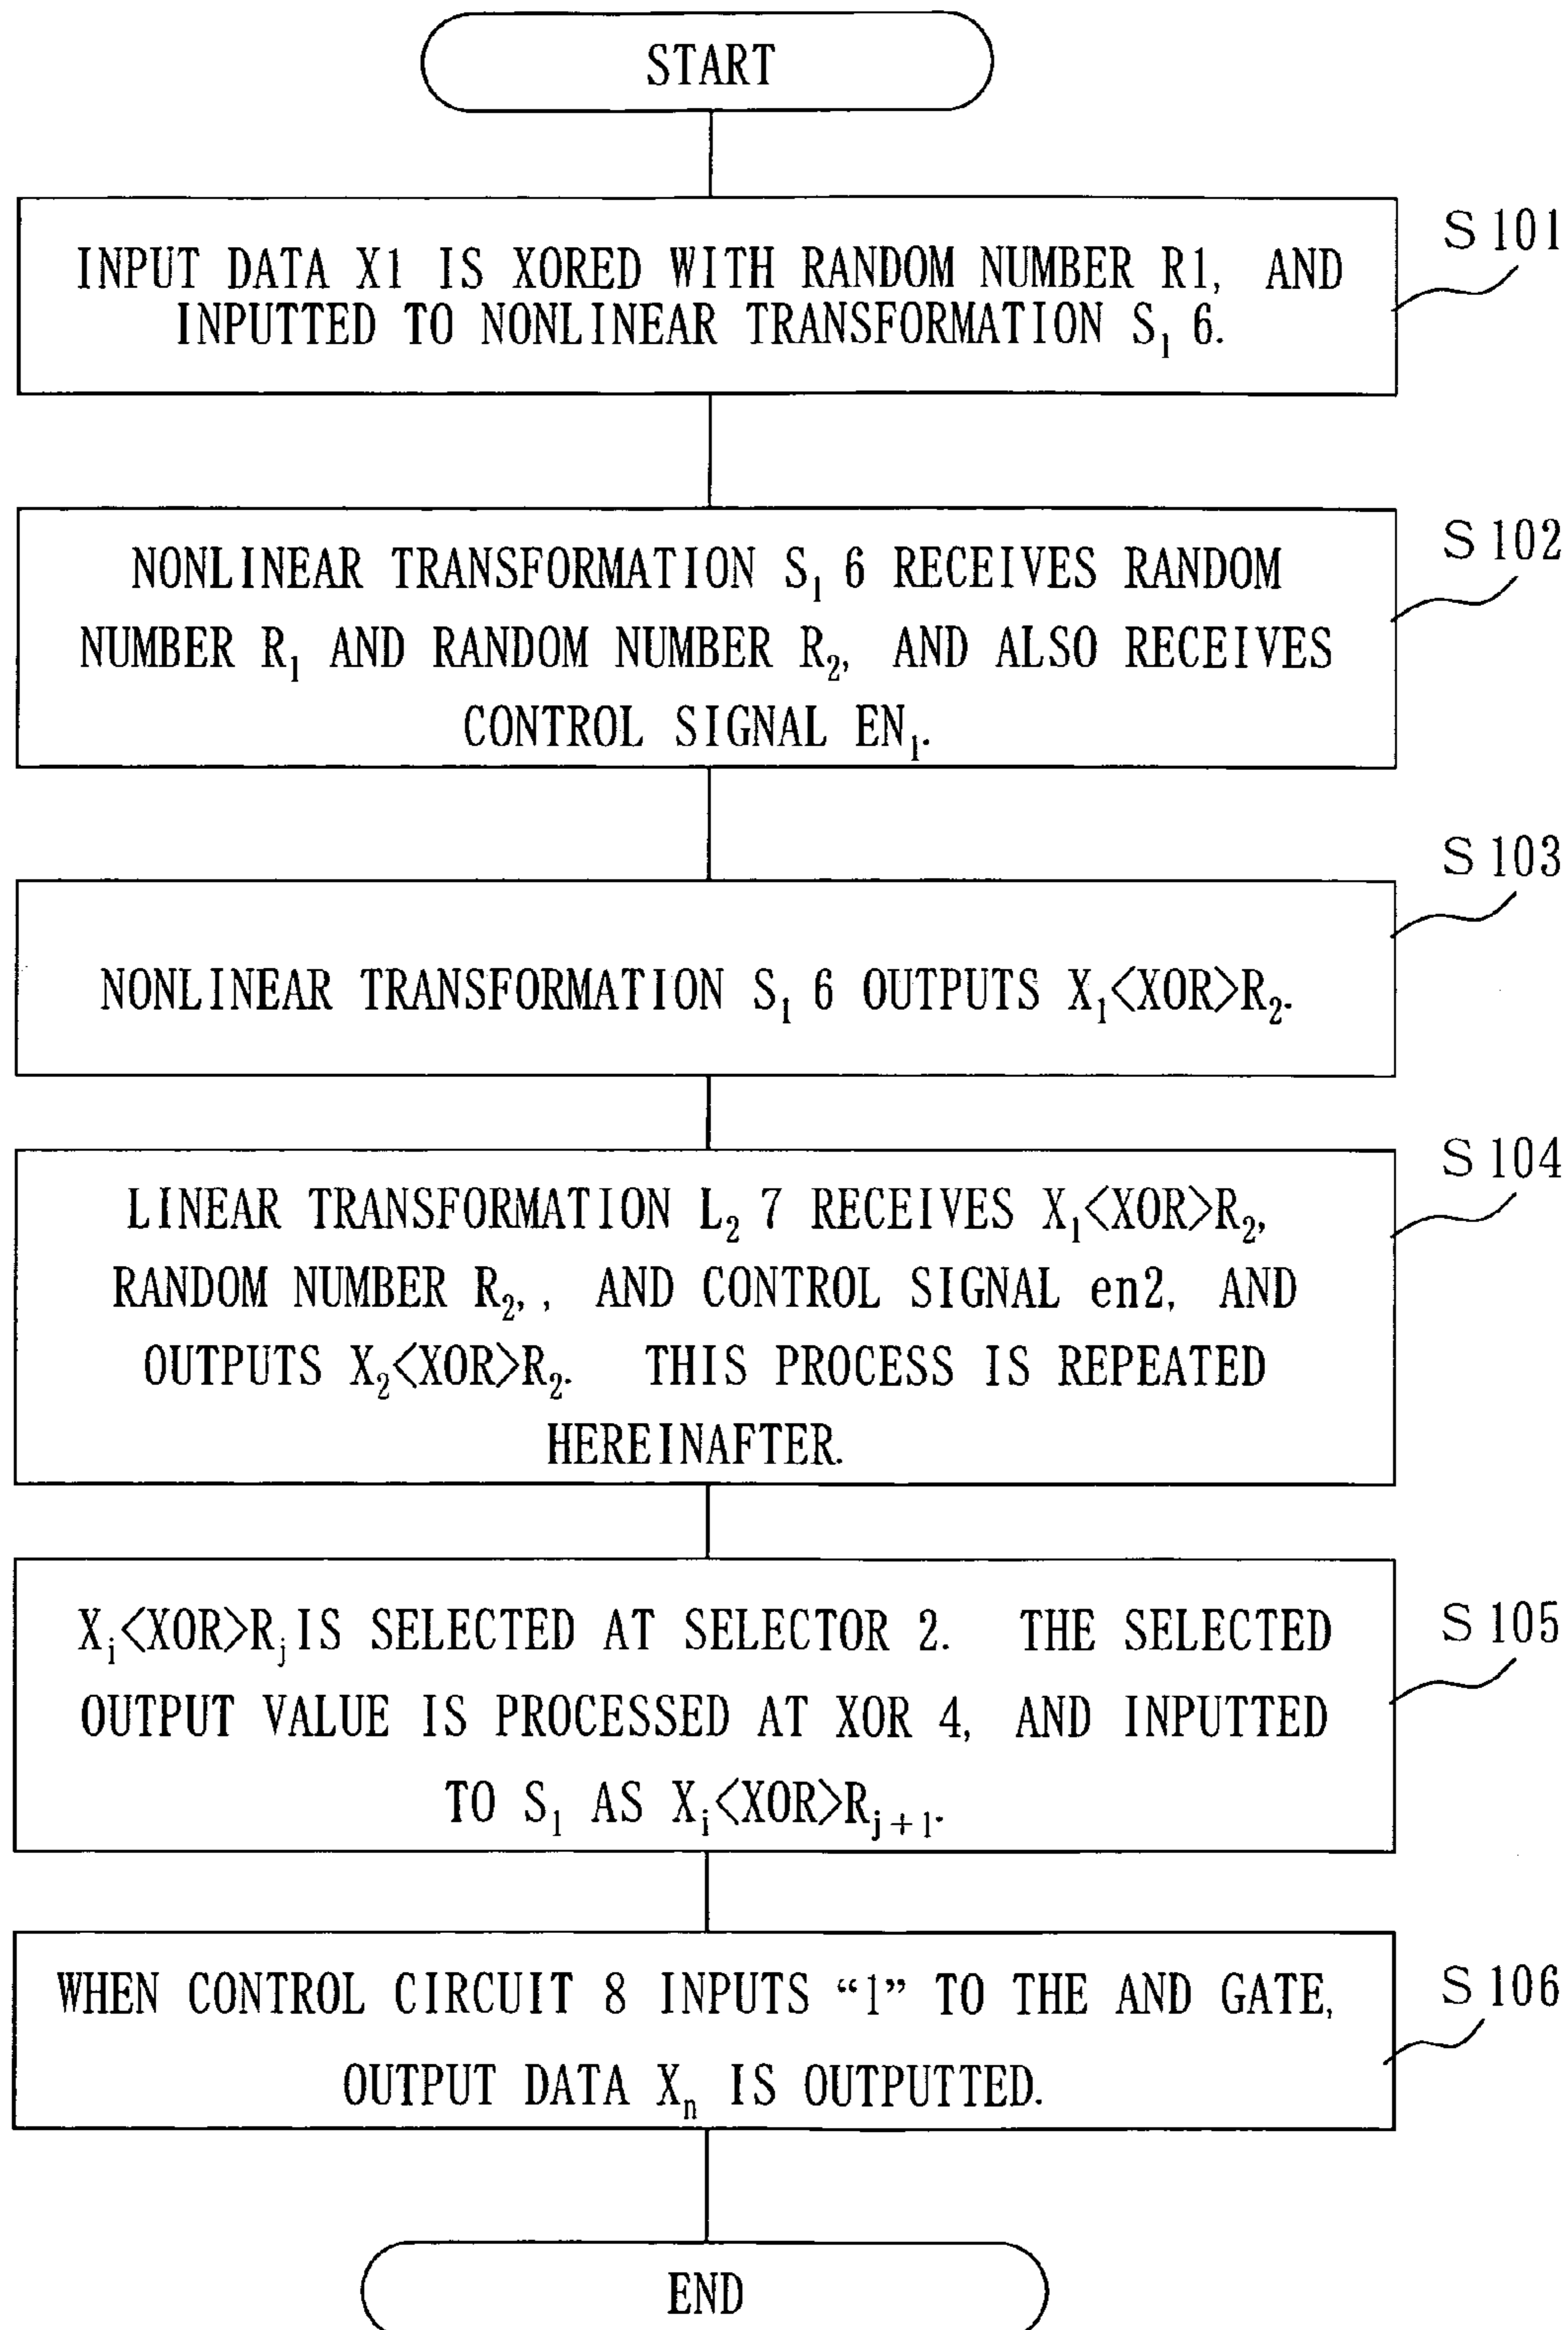 START
S101
INPUT DATA X1 IS XORED WITH RANDOM NUMBER R1, AND
INPUTTED TO NONLINEAR TRANSFORMATION S₁ 6.
S102
NONLINEAR TRANSFORMATION S₁ 6 RECEIVES RANDOM
NUMBER R₁ AND RANDOM NUMBER R₂, AND ALSO RECEIVES
CONTROL SIGNAL EN₁.
S103
NONLINEAR TRANSFORMATION S₁ 6 OUTPUTS X₁<XOR>R₂.
S104
LINEAR TRANSFORMATION L₂ 7 RECEIVES X₁<XOR>R₂,
RANDOM NUMBER R₂, , AND CONTROL SIGNAL en2, AND
OUTPUTS X₂<XOR>R₂. THIS PROCESS IS REPEATED
HEREINAFTER.
S105
Xᵢ<XOR>Rⱼ IS SELECTED AT SELECTOR 2. THE SELECTED
OUTPUT VALUE IS PROCESSED AT XOR 4, AND INPUTTED
TO S₁ AS Xᵢ<XOR>Rⱼ₊₁.
S106
WHEN CONTROL CIRCUIT 8 INPUTS “1” TO THE AND GATE,
OUTPUT DATA Xₙ IS OUTPUTTED.
END